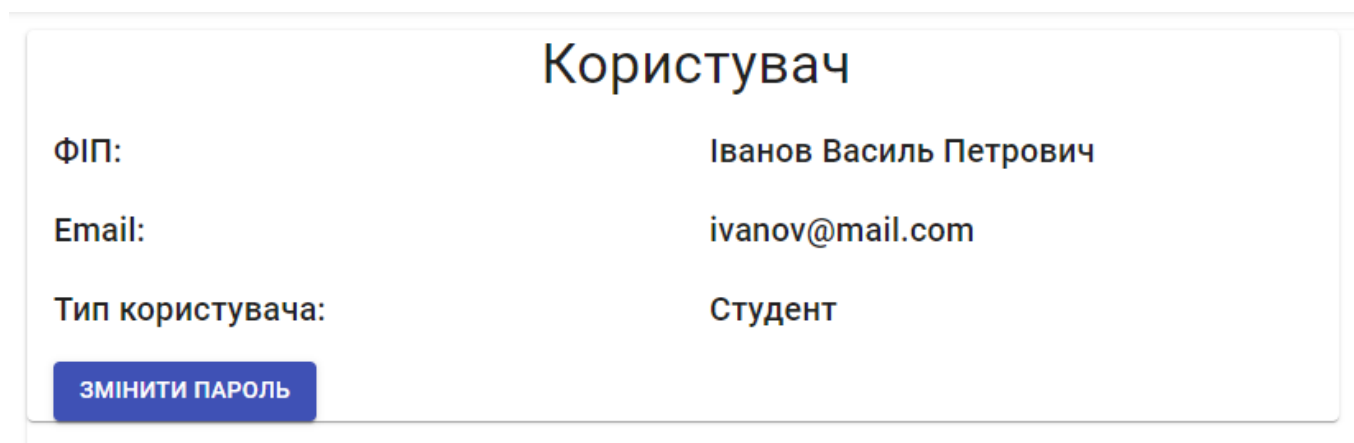 Користувач
ФІП: Іванов Василь Петрович
Email: ivanov@mail.com
Тип користувача: Студент
ЗМІНИТИ ПАРОЛЬ